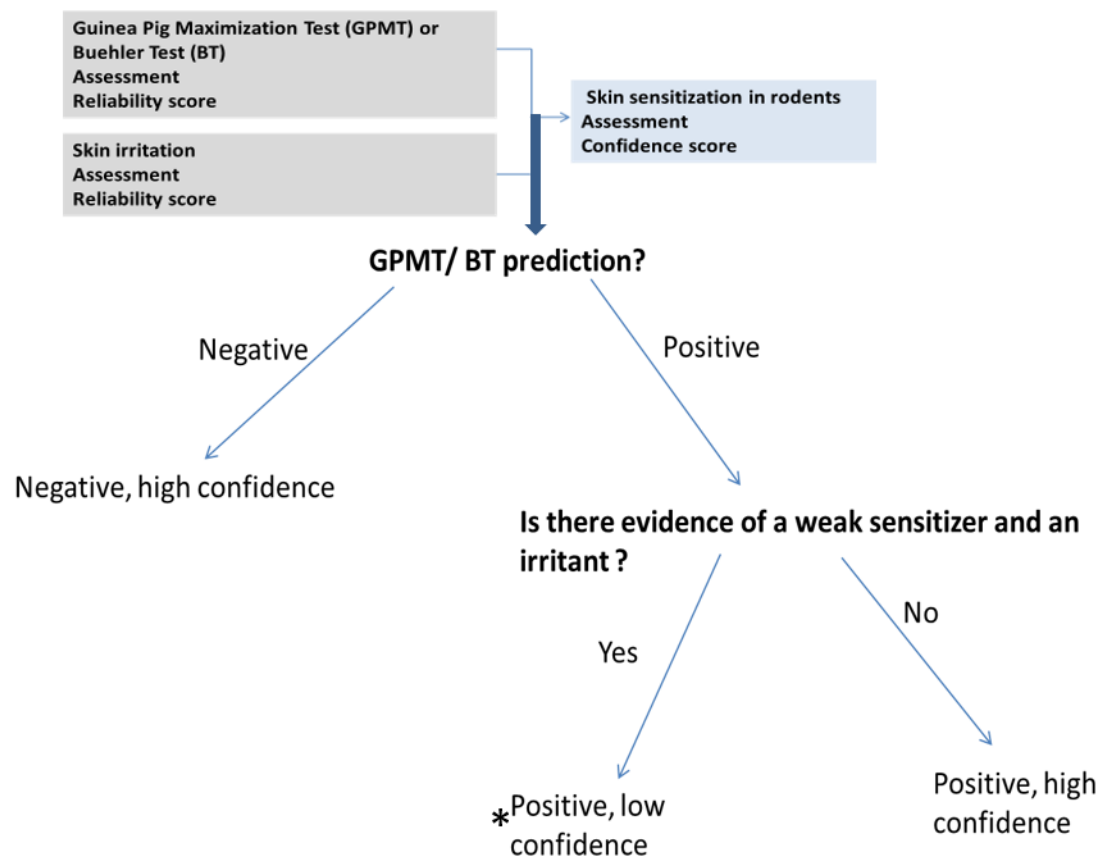 Guinea Pig Maximization Test (GPMT) or
Buehler Test (BT)
Assessment
Reliability score
Skin irritation
Assessment
Reliability score
Skin sensitization in rodents
Assessment
Confidence score
GPMT/ BT prediction?
Negative
Positive
Negative, high confidence
Is there evidence of a weak sensitizer and an
irritant ?
Yes
No
*Positive, low
confidence
Positive, high
confidence